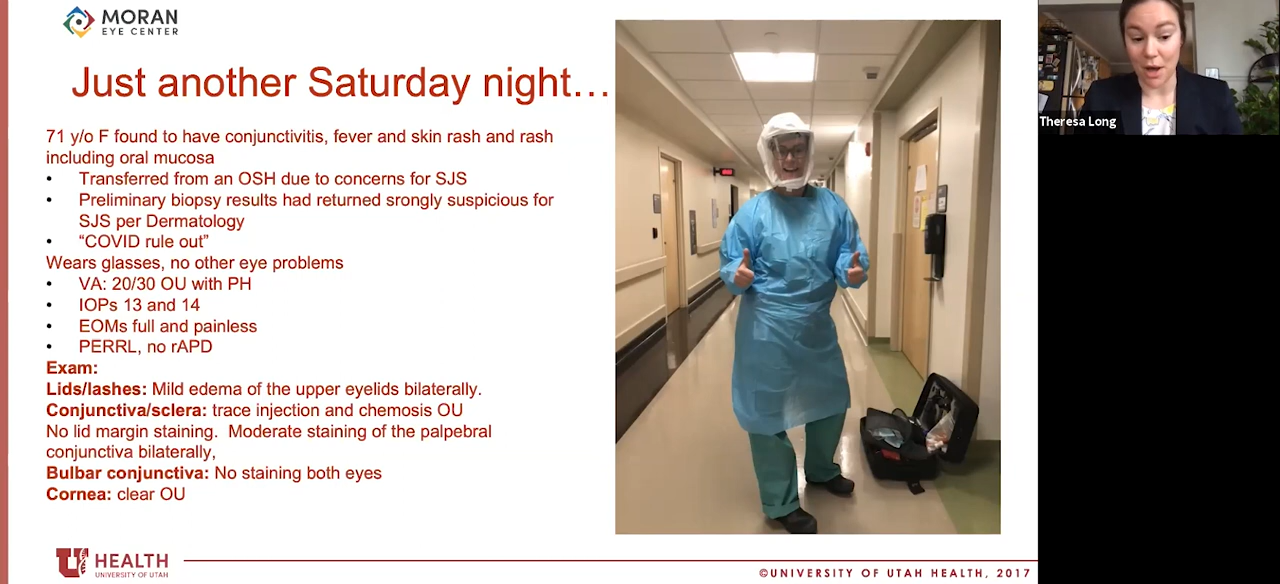 MORAN
EYE CENTER
Just another Saturday night…
71 y/o F found to have conjunctivitis, fever and skin rash and rash
including oral mucosa
• Transferred from an OSH due to concerns for SJS
• Preliminary biopsy results had returned srongly suspicious for
SJS per Dermatology
• “COVID rule out”
Wears glasses, no other eye problems
• VA: 20/30 OU with PH
• IOPs 13 and 14
• EOMs full and painless
• PERRL, no rAPD
Exam:
Lids/lashes: Mild edema of the upper eyelids bilaterally.
Conjunctiva/sclera: trace injection and chemosis OU
No lid margin staining.  Moderate staining of the palpebral
conjunctiva bilaterally,
Bulbar conjunctiva: No staining both eyes
Cornea: clear OU
U HEALTH
UNIVERSITY OF UTAH
©UNIVERSITY OF UTAH HEALTH, 2017
Theresa Long